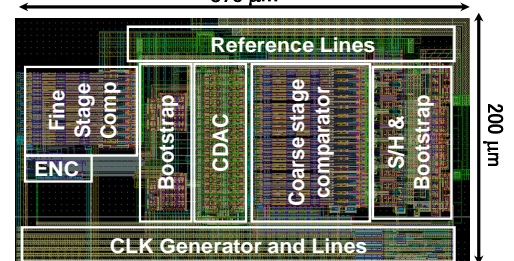 Reference Lines
Fine
Stage
Comp
ENC
Bootstrap
CDAC
Coarse stage
comparator
S/H &
Bootstrap
200 µm
CLK Generator and Lines